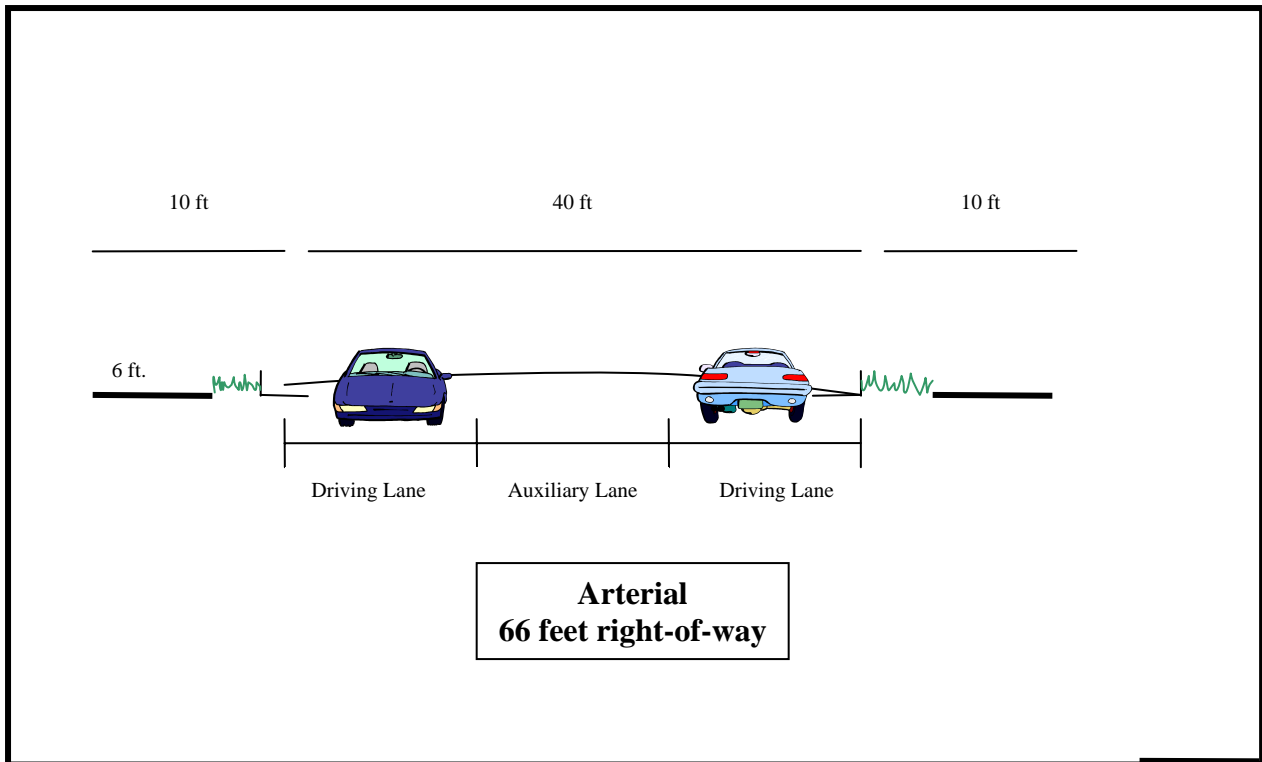 10 ft
40 ft
10 ft
6 ft.
Driving Lane
Auxiliary Lane
Driving Lane
Arterial
66 feet right-of-way